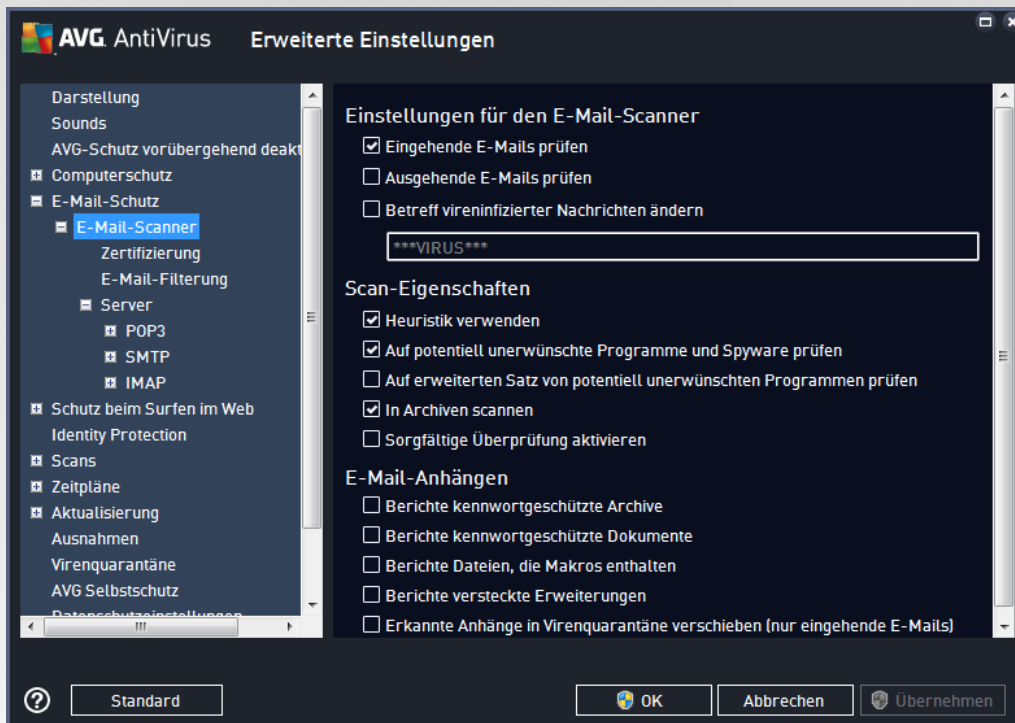 AVG. AntiVirus Erweiterte Einstellungen
Darstellung
Sounds
AVG-Schutz vorübergehend deakt
Computerschutz
E-Mail-Schutz
E-Mail-Scanner
Zertifizierung
E-Mail-Filterung
Server
POP3
SMTP
IMAP
Schutz beim Surfen im Web
Identity Protection
Scans
Zeitpläne
Aktualisierung
Ausnahmen
Virenquarantäne
AVG Selbstschutz
Datenschutzeinstellungen
Einstellungen für den E-Mail-Scanner
Eingehende E-Mails prüfen
Ausgehende E-Mails prüfen
Betreff vireninfizierter Nachrichten ändern
***VIRUS***
Scan-Eigenschaften
Heuristik verwenden
Auf potentiell unerwünschte Programme und Spyware prüfen
Auf erweiterten Satz von potentiell unerwünschten Programmen prüfen
In Archiven scannen
Sorgfältige Überprüfung aktivieren
E-Mail-Anhängen
Berichte kennwortgeschützte Archive
Berichte kennwortgeschützte Dokumente
Berichte Dateien, die Makros enthalten
Berichte versteckte Erweiterungen
Erkannte Anhänge in Virenquarantäne verschieben (nur eingehende E-Mails)
? Standard OK Abbrechen Übernehmen